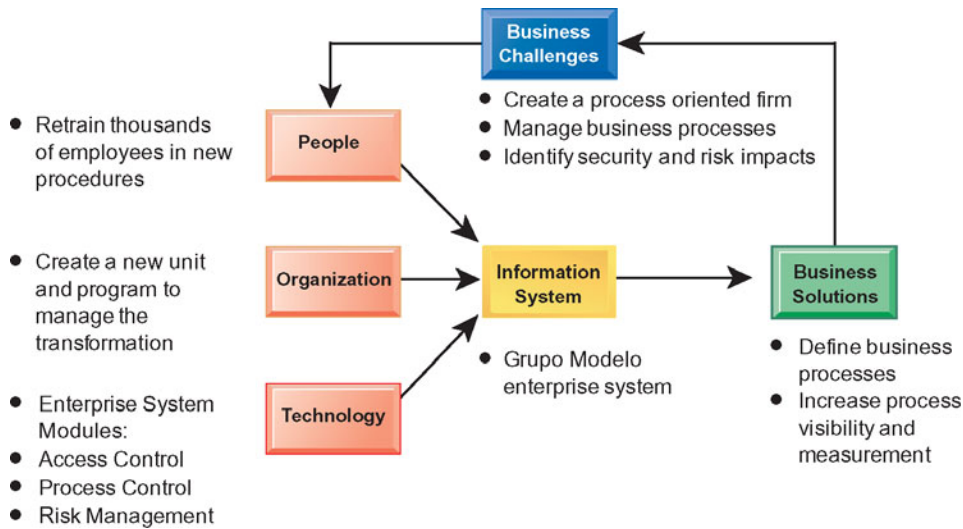 Business
Challenges
• Create a process oriented firm
• Manage business processes
• Identify security and risk impacts
• Retrain thousands
of employees in new
procedures
People
• Create a new unit
and program to
manage the
transformation
Organization
Information
System
• Grupo Modelo
enterprise system
Business
Solutions
• Define business
processes
• Increase process
visibility and
measurement
• Enterprise System
Modules:
• Access Control
• Process Control
• Risk Management
Technology